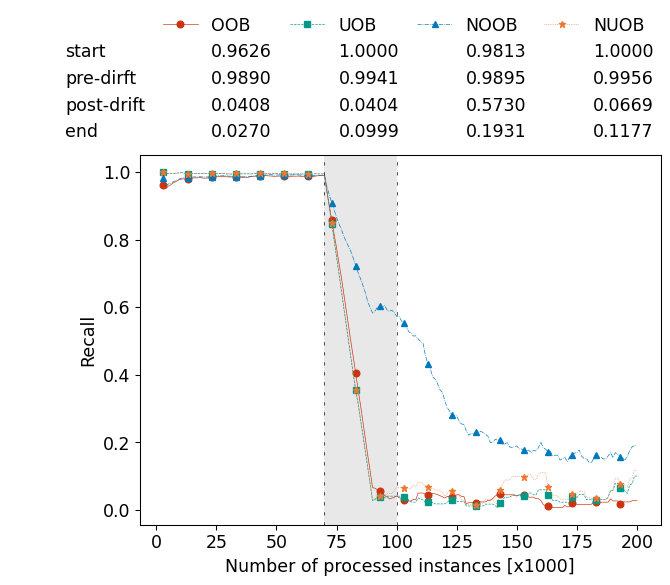 OOB UOB NOOB NUOB
start 0.9626 1.0000 0.9813 1.0000
pre-dirft 0.9890 0.9941 0.9895 0.9956
post-drift 0.0408 0.0404 0.5730 0.0669
end 0.0270 0.0999 0.1931 0.1177
1.0
0.8
0.6
0.4
0.2
0.0
Recall
0 25 50 75 100 125 150 175 200
Number of processed instances [x1000]